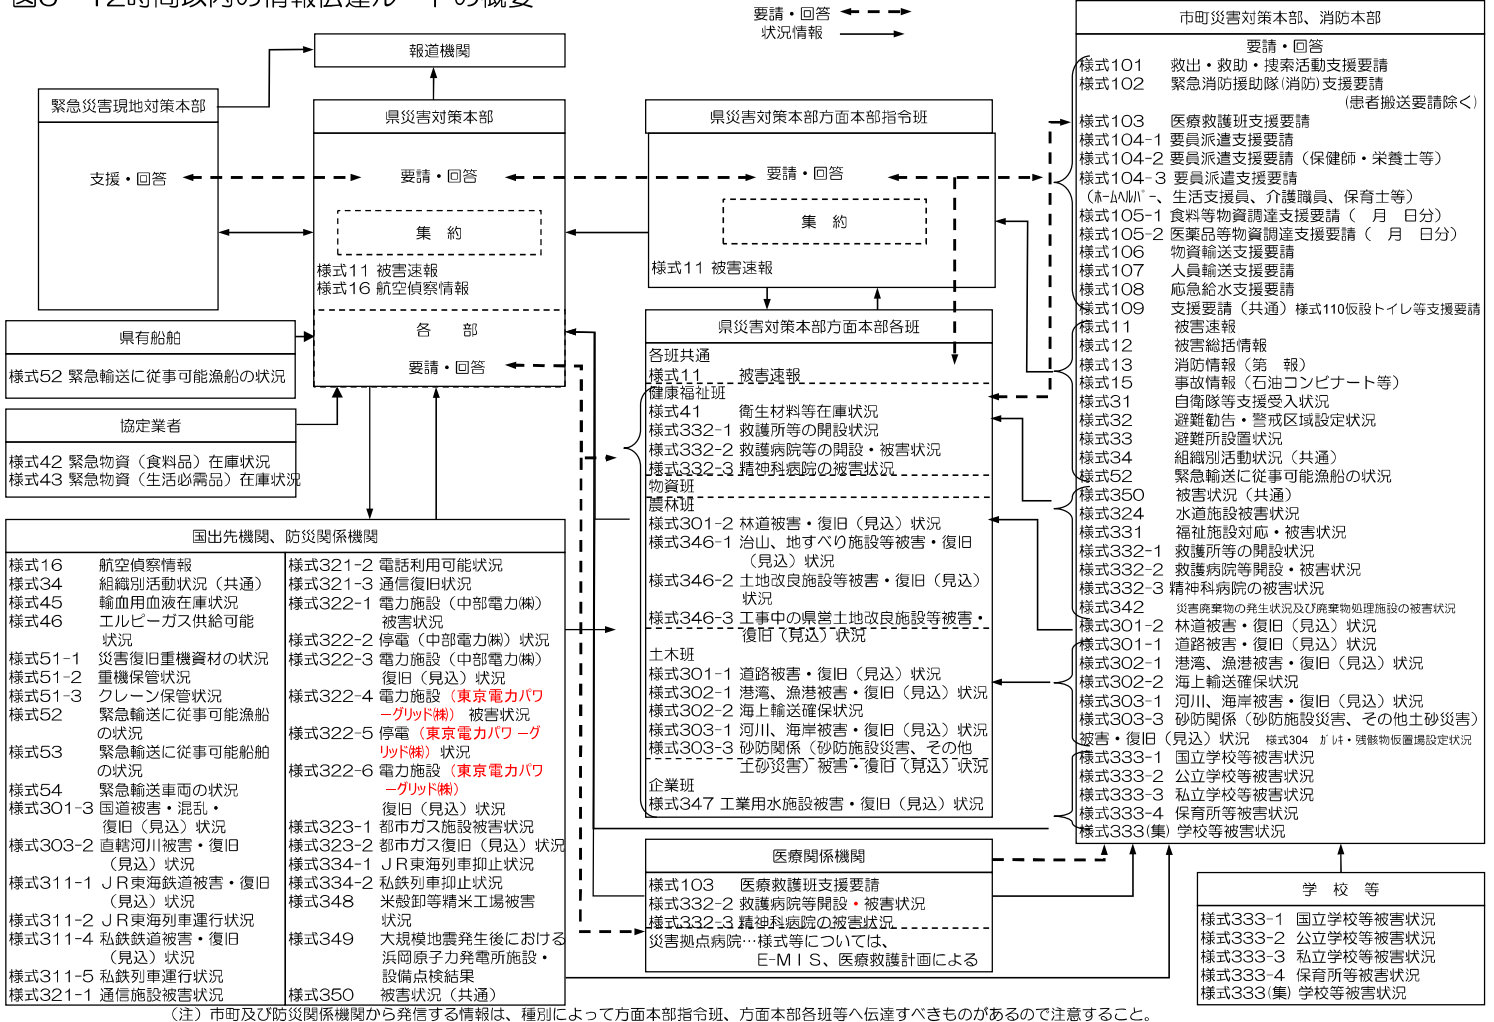 図3　12時間以内の情報伝達ルートの概要
要請・回答
状況情報
報道機関
緊急災害現地対策本部
支援・回答
県災害対策本部
要請・回答
集　約
様式11 被害速報
様式16 航空偵察情報
各　　部
要請・回答
県災害対策本部方面本部指令班
要請・回答
集　約
様式11 被害速報
県有船舶
様式52 緊急輸送に従事可能漁船の状況
協定業者
様式42 緊急物資（食料品）在庫状況
様式43 緊急物資（生活必需品）在庫状況
国出先機関、防災関係機関
様式16　航空偵察情報
様式34　組織別活動状況（共通）
様式45　輸血用血液在庫状況
様式46　エルピーガス供給可能
状況
様式51-1　災害復旧重機資材の状況
様式51-2　重機保管状況
様式51-3　クレーン保管状況
様式52　緊急輸送に従事可能漁船
の状況
様式53　緊急輸送に従事可能船舶
の状況
様式54　緊急輸送車両の状況
様式301-3 国道被害・混乱・
復旧（見込）状況
様式303-2 直轄河川被害・復旧
（見込）状況
様式311-1 ＪＲ東海鉄道被害・復旧
（見込）状況
様式311-2 ＪＲ東海列車運行状況
様式311-4 私鉄鉄道被害・復旧
（見込）状況
様式311-5 私鉄列車運行状況
様式321-1 通信施設被害状況
様式321-2 電話利用可能状況
様式321-3 通信復旧状況
様式322-1 電力施設（中部電力㈱）
被害状況
様式322-2 停電（中部電力㈱）状況
様式322-3 電力施設（中部電力㈱）
復旧（見込）状況
様式322-4 電力施設（東京電力パワ
ーグリッド㈱） 被害状況
様式322-5 停電（東京電力パワーグ
リッド㈱）状況
様式322-6 電力施設（東京電力パワ
ーグリッド㈱）
復旧（見込）状況
様式323-1 都市ガス施設被害状況
様式323-2 都市ガス復旧（見込）状況
様式334-1 ＪＲ東海列車抑止状況
様式334-2 私鉄列車抑止状況
様式348　米穀卸等精米工場被害
状況
様式349　大規模地震発生後における
浜岡原子力発電所施設・
設備点検結果
様式350　被害状況（共通）
県災害対策本部方面本部各班
各班共通
様式11　被害速報
健康福祉班
様式41　衛生材料等在庫状況
様式332-1 救護所等の開設状況
様式332-2 救護病院等の開設・被害状況
様式332-3 精神科病院の被害状況
物資班
農林班
様式301-2 林道被害・復旧（見込）状況
様式346-1 治山、地すべり施設等被害・復旧
（見込）状況
様式346-2 土地改良施設等被害・復旧（見込）
状況
様式346-3 工事中の県営土地改良施設等被害・
復旧（見込）状況
土木班
様式301-1 道路被害・復旧（見込）状況
様式302-1 港湾、漁港被害・復旧（見込）状況
様式302-2 海上輸送確保状況
様式303-1 河川、海岸被害・復旧（見込）状況
様式303-3 砂防関係（砂防施設災害、その他
土砂災害）被害・復旧（見込）状況
企業班
様式347 工業用水施設被害・復旧（見込）状況
医療関係機関
様式103　医療救護班支援要請
様式332-2 救護病院等開設・被害状況
様式332-3 精神科病院の被害状況
災害拠点病院…様式等については、
E-MIS、医療救護計画による
市町災害対策本部、消防本部
要請・回答
様式101　救出・救助・捜索活動支援要請
様式102　緊急消防援助隊(消防)支援要請
(患者搬送要請除く)
様式103　医療救護班支援要請
様式104-1 要員派遣支援要請
様式104-2 要員派遣支援要請（保健師・栄養士等）
様式104-3 要員派遣支援要請
（ﾎｰﾑﾍﾙﾊﾟｰ、生活支援員、介護職員、保育士等）
様式105-1 食料等物資調達支援要請（　月　日分）
様式105-2 医薬品等物資調達支援要請（　月　日分）
様式106　物資輸送支援要請
様式107　人員輸送支援要請
様式108　応急給水支援要請
様式109　支援要請（共通）様式110仮設トイレ等支援要請
様式11　被害速報
様式12　被害総括情報
様式13　消防情報（第　報）
様式15　事故情報（石油コンビナート等）
様式31　自衛隊等支援受入状況
様式32　避難勧告・警戒区域設定状況
様式33　避難所設置状況
様式34　組織別活動状況（共通）
様式52　緊急輸送に従事可能漁船の状況
様式350　被害状況（共通）
様式324　水道施設被害状況
様式331　福祉施設対応・被害状況
様式332-1 救護所等の開設状況
様式332-2 救護病院等開設・被害状況
様式332-3 精神科病院の被害状況
様式342　災害廃棄物の発生状況及び廃棄物処理施設の被害状況
様式301-2 林道被害・復旧（見込）状況
様式301-1 道路被害・復旧（見込）状況
様式302-1 港湾、漁港被害・復旧（見込）状況
様式302-2 海上輸送確保状況
様式303-1 河川、海岸被害・復旧（見込）状況
様式303-3 砂防関係（砂防施設災害、その他土砂災害）
被害・復旧（見込）状況　様式304　ｶﾞﾚｷ・残骸物仮置場設定状況
様式333-1 国立学校等被害状況
様式333-2 公立学校等被害状況
様式333-3 私立学校等被害状況
様式333-4 保育所等被害状況
様式333(集) 学校等被害状況
学　校　等
様式333-1 国立学校等被害状況
様式333-2 公立学校等被害状況
様式333-3 私立学校等被害状況
様式333-4 保育所等被害状況
様式333(集) 学校等被害状況
（注）市町及び防災関係機関から発信する情報は、種別によって方面本部指令班、方面本部各班等へ伝達すべきものがあるので注意すること。